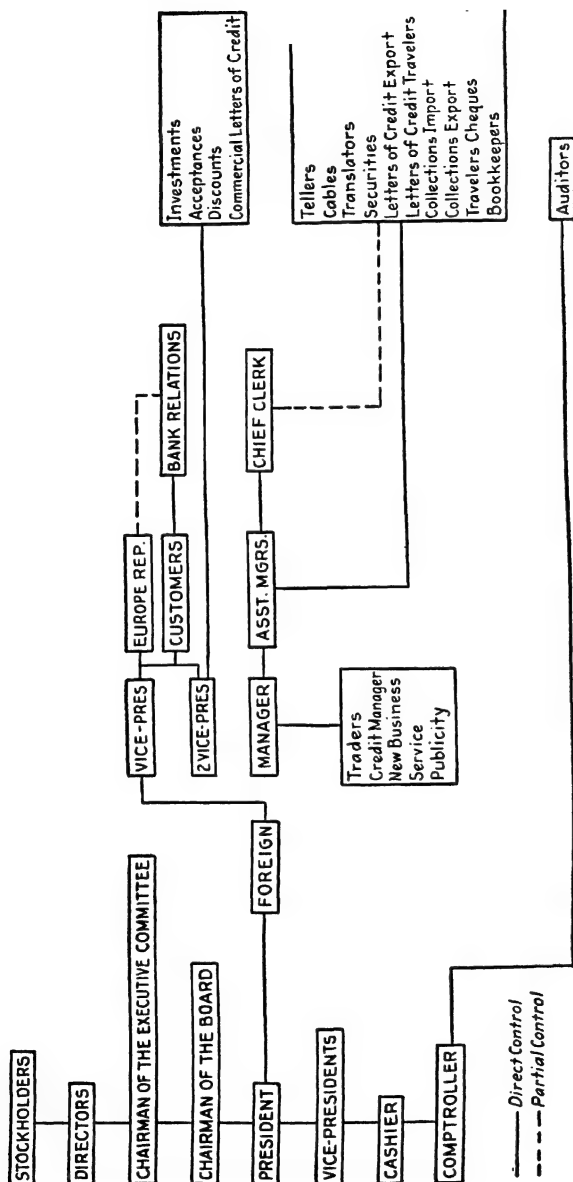 STOCKHOLDERS
DIRECTORS
CHAIRMAN OF THE EXECUTIVE COMMITTEE
CHAIRMAN OF THE BOARD
PRESIDENT
VICE-PRESIDENTS
CASHIER
COMPTROLLER
FOREIGN
VICE-PRES
2 VICE-PRES
EUROPE REP.
CUSTOMERS
BANK RELATIONS
Investments
Acceptances
Discounts
Commercial Letters of Credit
MANAGER
ASST. MGRS.
CHIEF CLERK
Traders
Credit Manager
New Business
Service
Publicity
Tellers
Cables
Translators
Securities
Letters of Credit Export
Letters of Credit Travelers
Collections Import
Collections Export
Travelers Cheques
Bookkeepers
Auditors
Direct Control
Partial Control